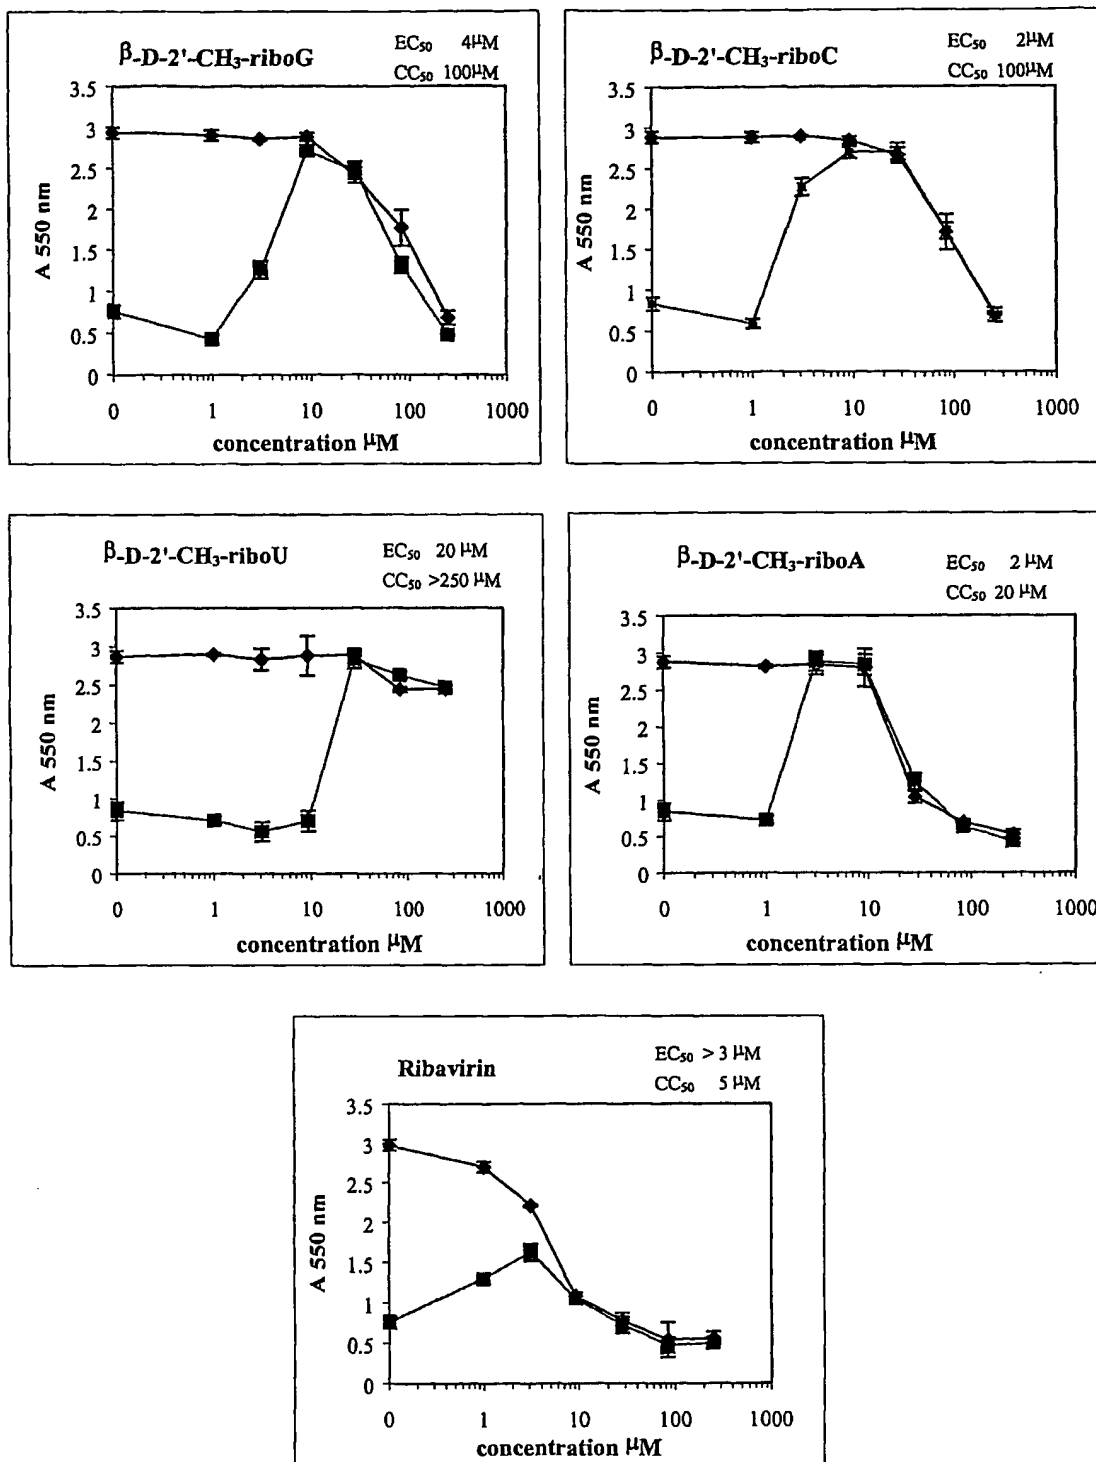 β-D-2'-CH₃-riboG
EC₅₀ 4µM
CC₅₀ 100µM
3.5
3
2.5
2
1.5
1
0.5
0
A 550 nm
0 1 10 100 1000
concentration µM
β-D-2'-CH₃-riboC
EC₅₀ 2µM
CC₅₀ 100µM
3.5
3
2.5
2
1.5
1
0.5
0
A 550 nm
0 1 10 100 1000
concentration µM
β-D-2'-CH₃-riboU
EC₅₀ 20 µM
CC₅₀ >250 µM
3.5
3
2.5
2
1.5
1
0.5
0
A 550 nm
0 1 10 100 1000
concentration µM
β-D-2'-CH₃-riboA
EC₅₀ 2 µM
CC₅₀ 20 µM
3.5
3
2.5
2
1.5
1
0.5
0
A 550 nm
0 1 10 100 1000
concentration µM
Ribavirin
EC₅₀ > 3 µM
CC₅₀ 5 µM
3.5
3
2.5
2
1.5
1
0.5
0
A 550 nm
0 1 10 100 1000
concentration µM